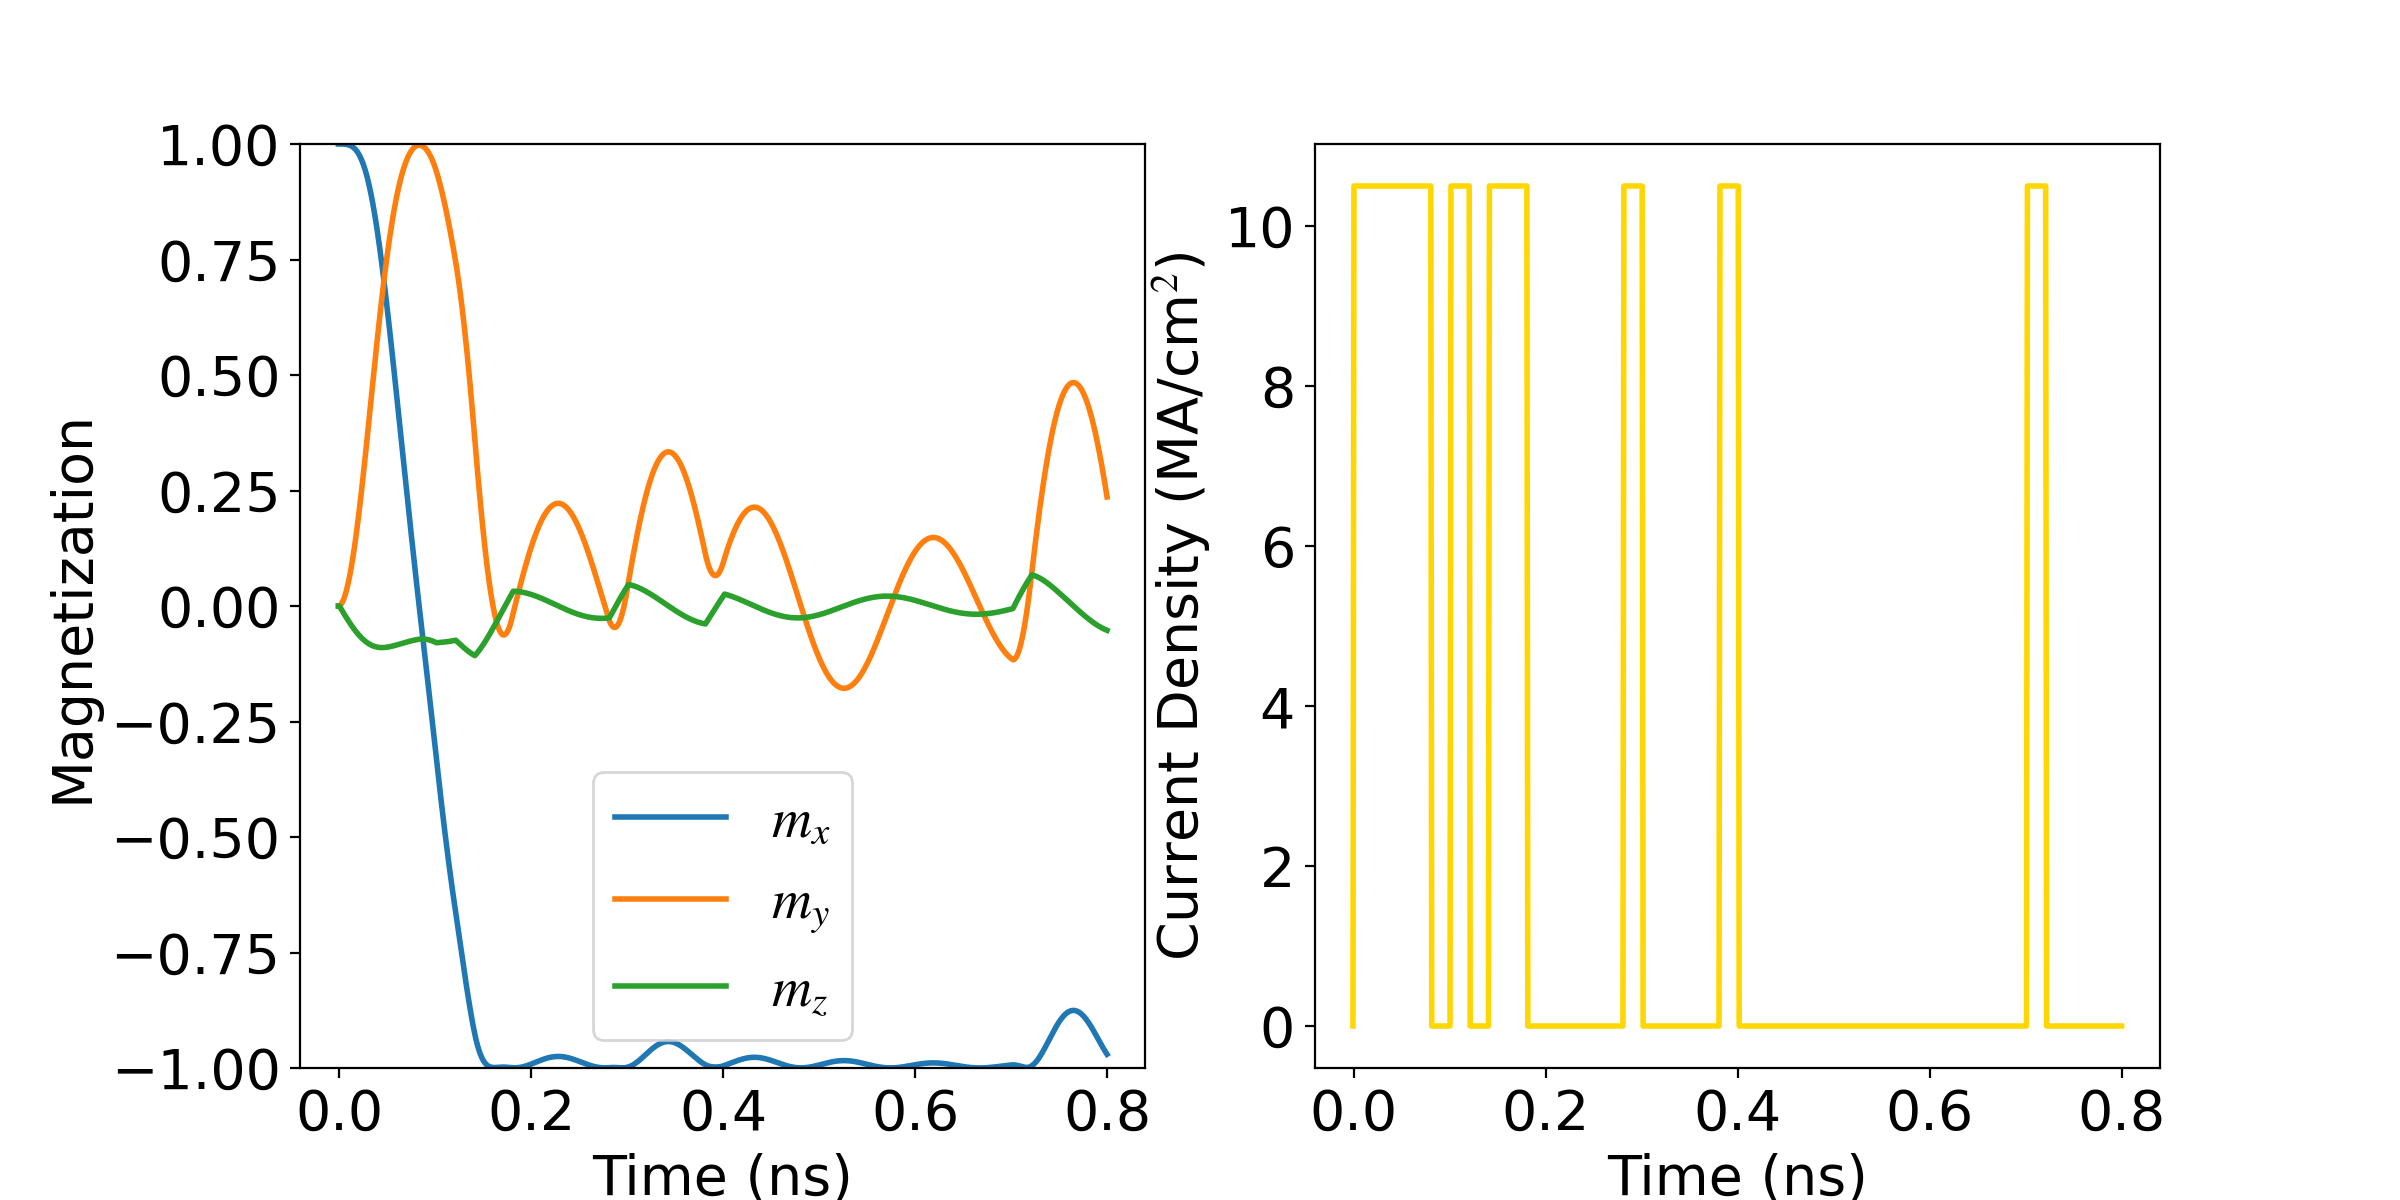 1.00
0.75
0.50
0.25
0.00
−0.25
−0.50
−0.75
−1.00
Magnetization
0.0 0.2 0.4 0.6 0.8
Time (ns)
m_x
m_y
m_z
10
8
6
4
2
0
Current Density (MA/cm²)
0.0 0.2 0.4 0.6 0.8
Time (ns)